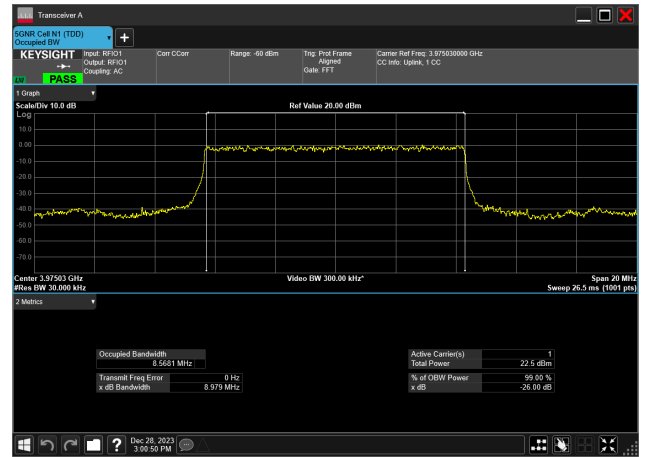 Transceiver A
5GNR Cell N1 (TDD)
Occupied BW
+
KEYSIGHT Input: RFIO1 Corr CCorr Range: -60 dBm Trig: Prot Frame Carrier Ref Freq: 3.975030000 GHz
Output: RFIO1 Aligned CC Info: Uplink, 1 CC
Coupling: AC Gate: FFT
LXI PASS
1 Graph
Scale/Div 10.0 dB Ref Value 20.00 dBm
Log
10.0
0.00
-10.0
-20.0
-30.0
-40.0
-50.0
-60.0
-70.0
Center 3.97503 GHz Video BW 300.00 kHz* Span 20 MHz
#Res BW 30.000 kHz Sweep 26.5 ms (1001 pts)
2 Metrics
Occupied Bandwidth Active Carrier(s) 1
8.5681 MHz Total Power 22.5 dBm
Transmit Freq Error 0 Hz % of OBW Power 99.00 %
x dB Bandwidth 8.979 MHz x dB -26.00 dB
? Dec 28, 2023
3:00:50 PM